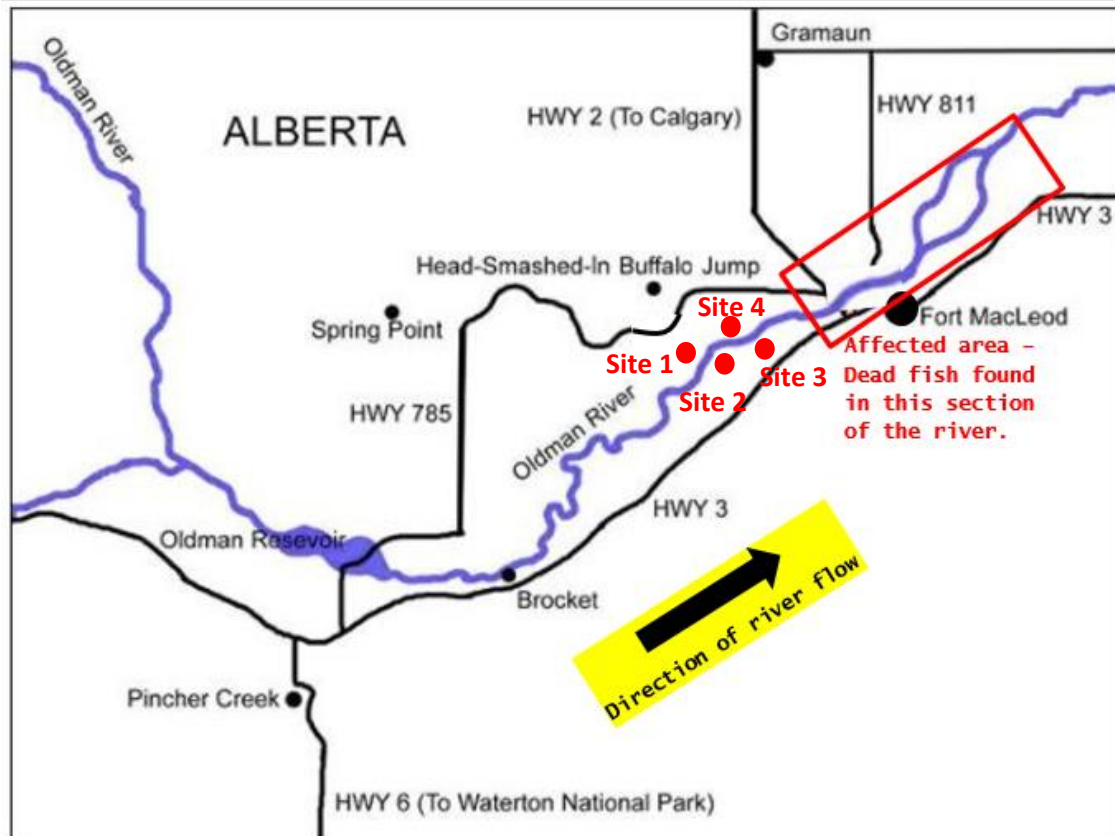 Gramaun
Oldman River
HWY 2 (To Calgary)
HWY 811
ALBERTA
HWY 3
Head-Smashed-In Buffalo Jump
Spring Point
Site 4
Fort MacLeod
Site 1
Site 3
Affected area –
Dead fish found
in this section
of the river.
Site 2
HWY 785
Oldman River
HWY 3
Oldman Resevoir
Brocket
Direction of river flow
Pincher Creek
HWY 6 (To Waterton National Park)